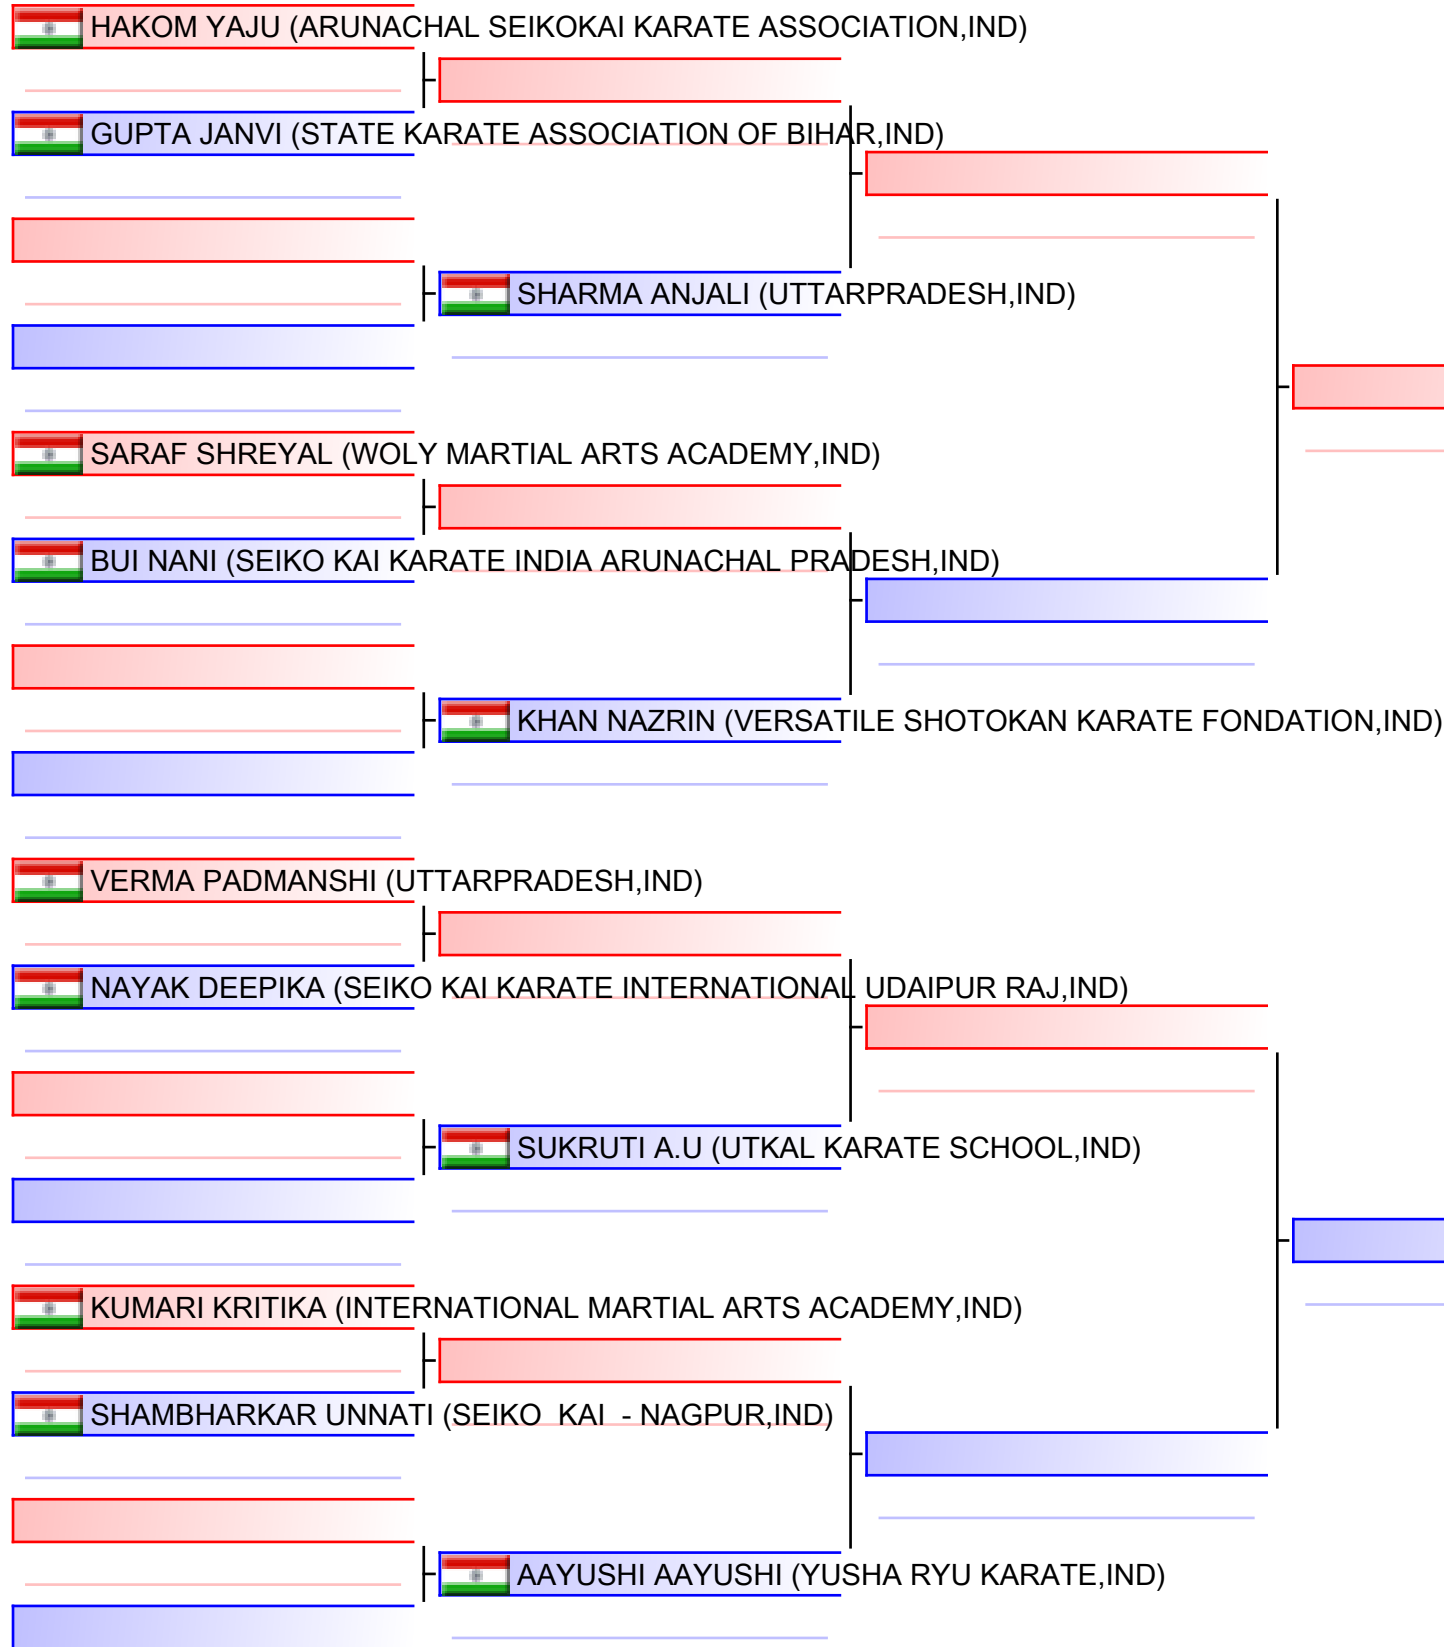 HAKOM YAJU (ARUNACHAL SEIKOKAI KARATE ASSOCIATION,IND)
GUPTA JANVI (STATE KARATE ASSOCIATION OF BIHAR,IND)
SHARMA ANJALI (UTTARPRADESH,IND)
SARAF SHREYAL (WOLY MARTIAL ARTS ACADEMY,IND)
BUI NANI (SEIKO KAI KARATE INDIA ARUNACHAL PRADESH,IND)
KHAN NAZRIN (VERSATILE SHOTOKAN KARATE FONDATION,IND)
VERMA PADMANSHI (UTTARPRADESH,IND)
NAYAK DEEPIKA (SEIKO KAI KARATE INTERNATIONAL UDAIPUR RAJ,IND)
SUKRUTI A.U (UTKAL KARATE SCHOOL,IND)
KUMARI KRITIKA (INTERNATIONAL MARTIAL ARTS ACADEMY,IND)
SHAMBHARKAR UNNATI (SEIKO  KAI  - NAGPUR,IND)
AAYUSHI AAYUSHI (YUSHA RYU KARATE,IND)